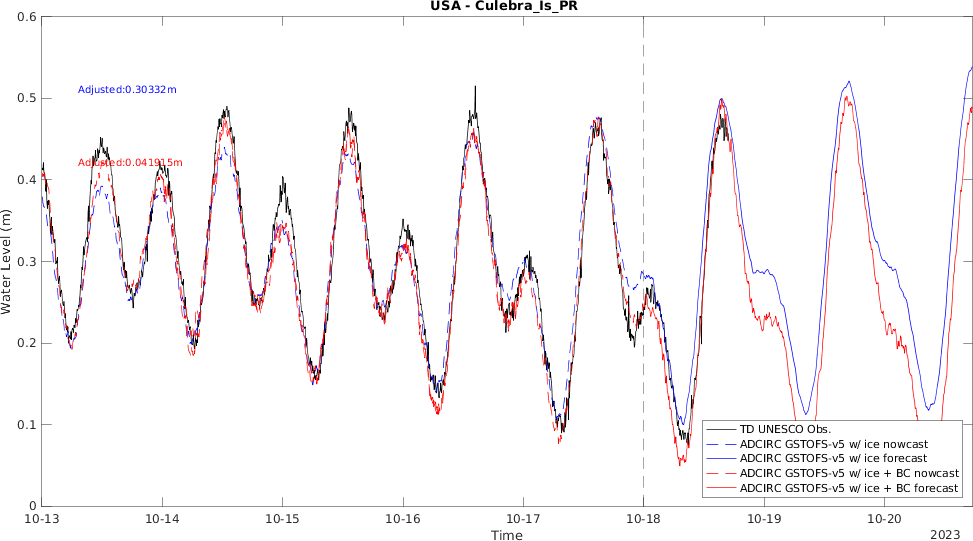 USA - Culebra_Is_PR
0.6
0.5
0.4
0.3
0.2
0.1
0
Water Level (m)
Adjusted:0.30332m
Adjusted:0.041915m
TD UNESCO Obs.
ADCIRC GSTOFS-v5 w/ ice nowcast
ADCIRC GSTOFS-v5 w/ ice forecast
ADCIRC GSTOFS-v5 w/ ice + BC nowcast
ADCIRC GSTOFS-v5 w/ ice + BC forecast
10-13 10-14 10-15 10-16 10-17 10-18 10-19 10-20
Time
2023